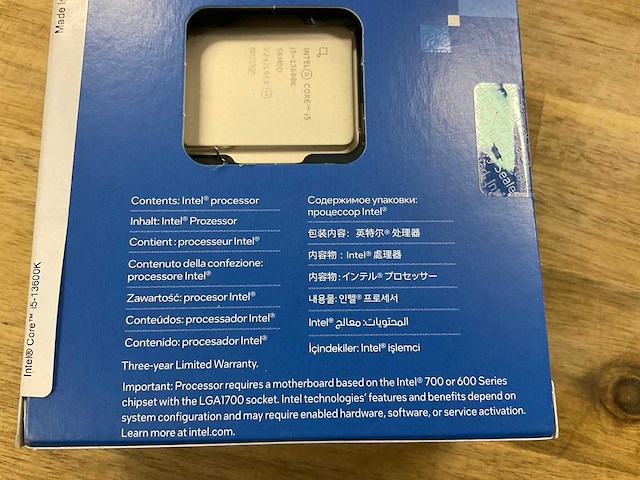 Made
INTEL® CORE™ i5
i5-13600K
SRMBD
Sealed
Intel
Contents: Intel® processor
Inhalt: Intel® Prozessor
Contient : processeur Intel®
Contenuto della confezione:
processore Intel®
Zawartość: procesor Intel®
Conteúdos: processador Intel®
Contenido: procesador Intel®
Содержимое упаковки:
процессор Intel®
包装内容: 英特尔® 处理器
内容物：Intel® 處理器
内容物: インテル® プロセッサー
내용물: 인텔® 프로세서
المحتويات: معالج Intel®
İçindekiler: Intel® işlemci
Three-year Limited Warranty.
Important: Processor requires a motherboard based on the Intel® 700 or 600 Series
chipset with the LGA1700 socket. Intel technologies' features and benefits depend on
system configuration and may require enabled hardware, software, or service activation.
Learn more at intel.com.
Intel® Core™ i5-13600K